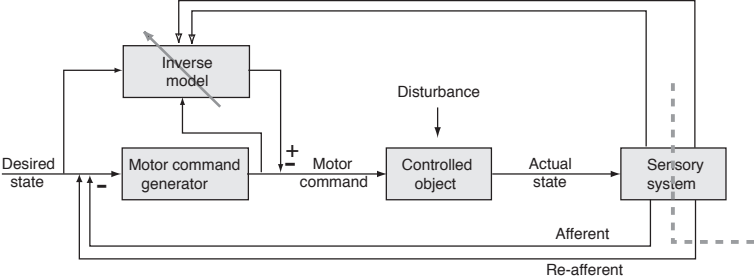 Inverse
model
Disturbance
+
-
Desired
state
-
Motor command
generator
Motor
command
Controlled
object
Actual
state
Sensory
system
Afferent
Re-afferent